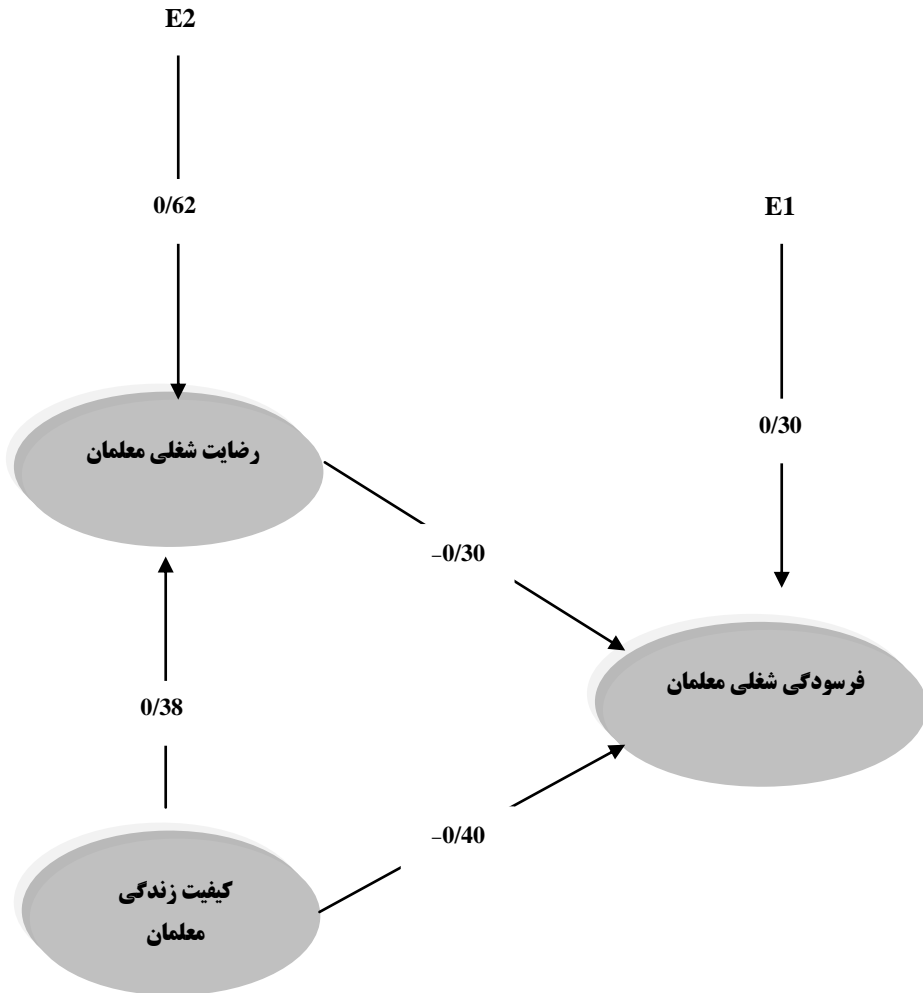 E2
0/62
E1
0/30
رضایت شغلی معلمان
–0/30
فرسودگی شغلی معلمان
0/38
–0/40
کیفیت زندگی
معلمان